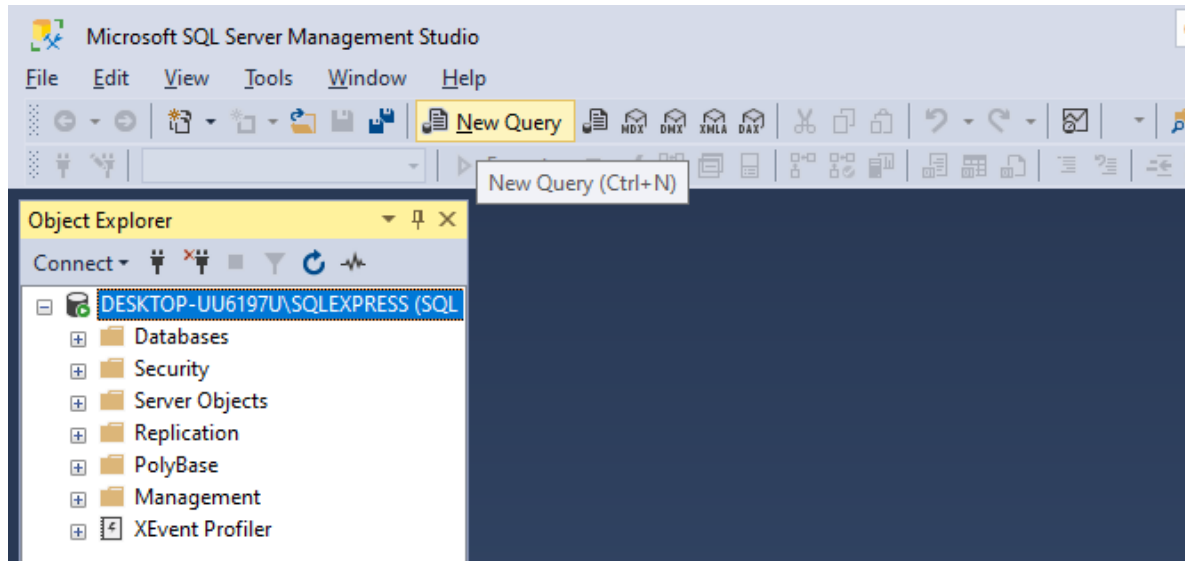 Microsoft SQL Server Management Studio
File Edit View Tools Window Help
New Query MDX DMX XMLA DAX
New Query (Ctrl+N)
Object Explorer
Connect
DESKTOP-UU6197U\SQLEXPRESS (SQL
Databases
Security
Server Objects
Replication
PolyBase
Management
XEvent Profiler